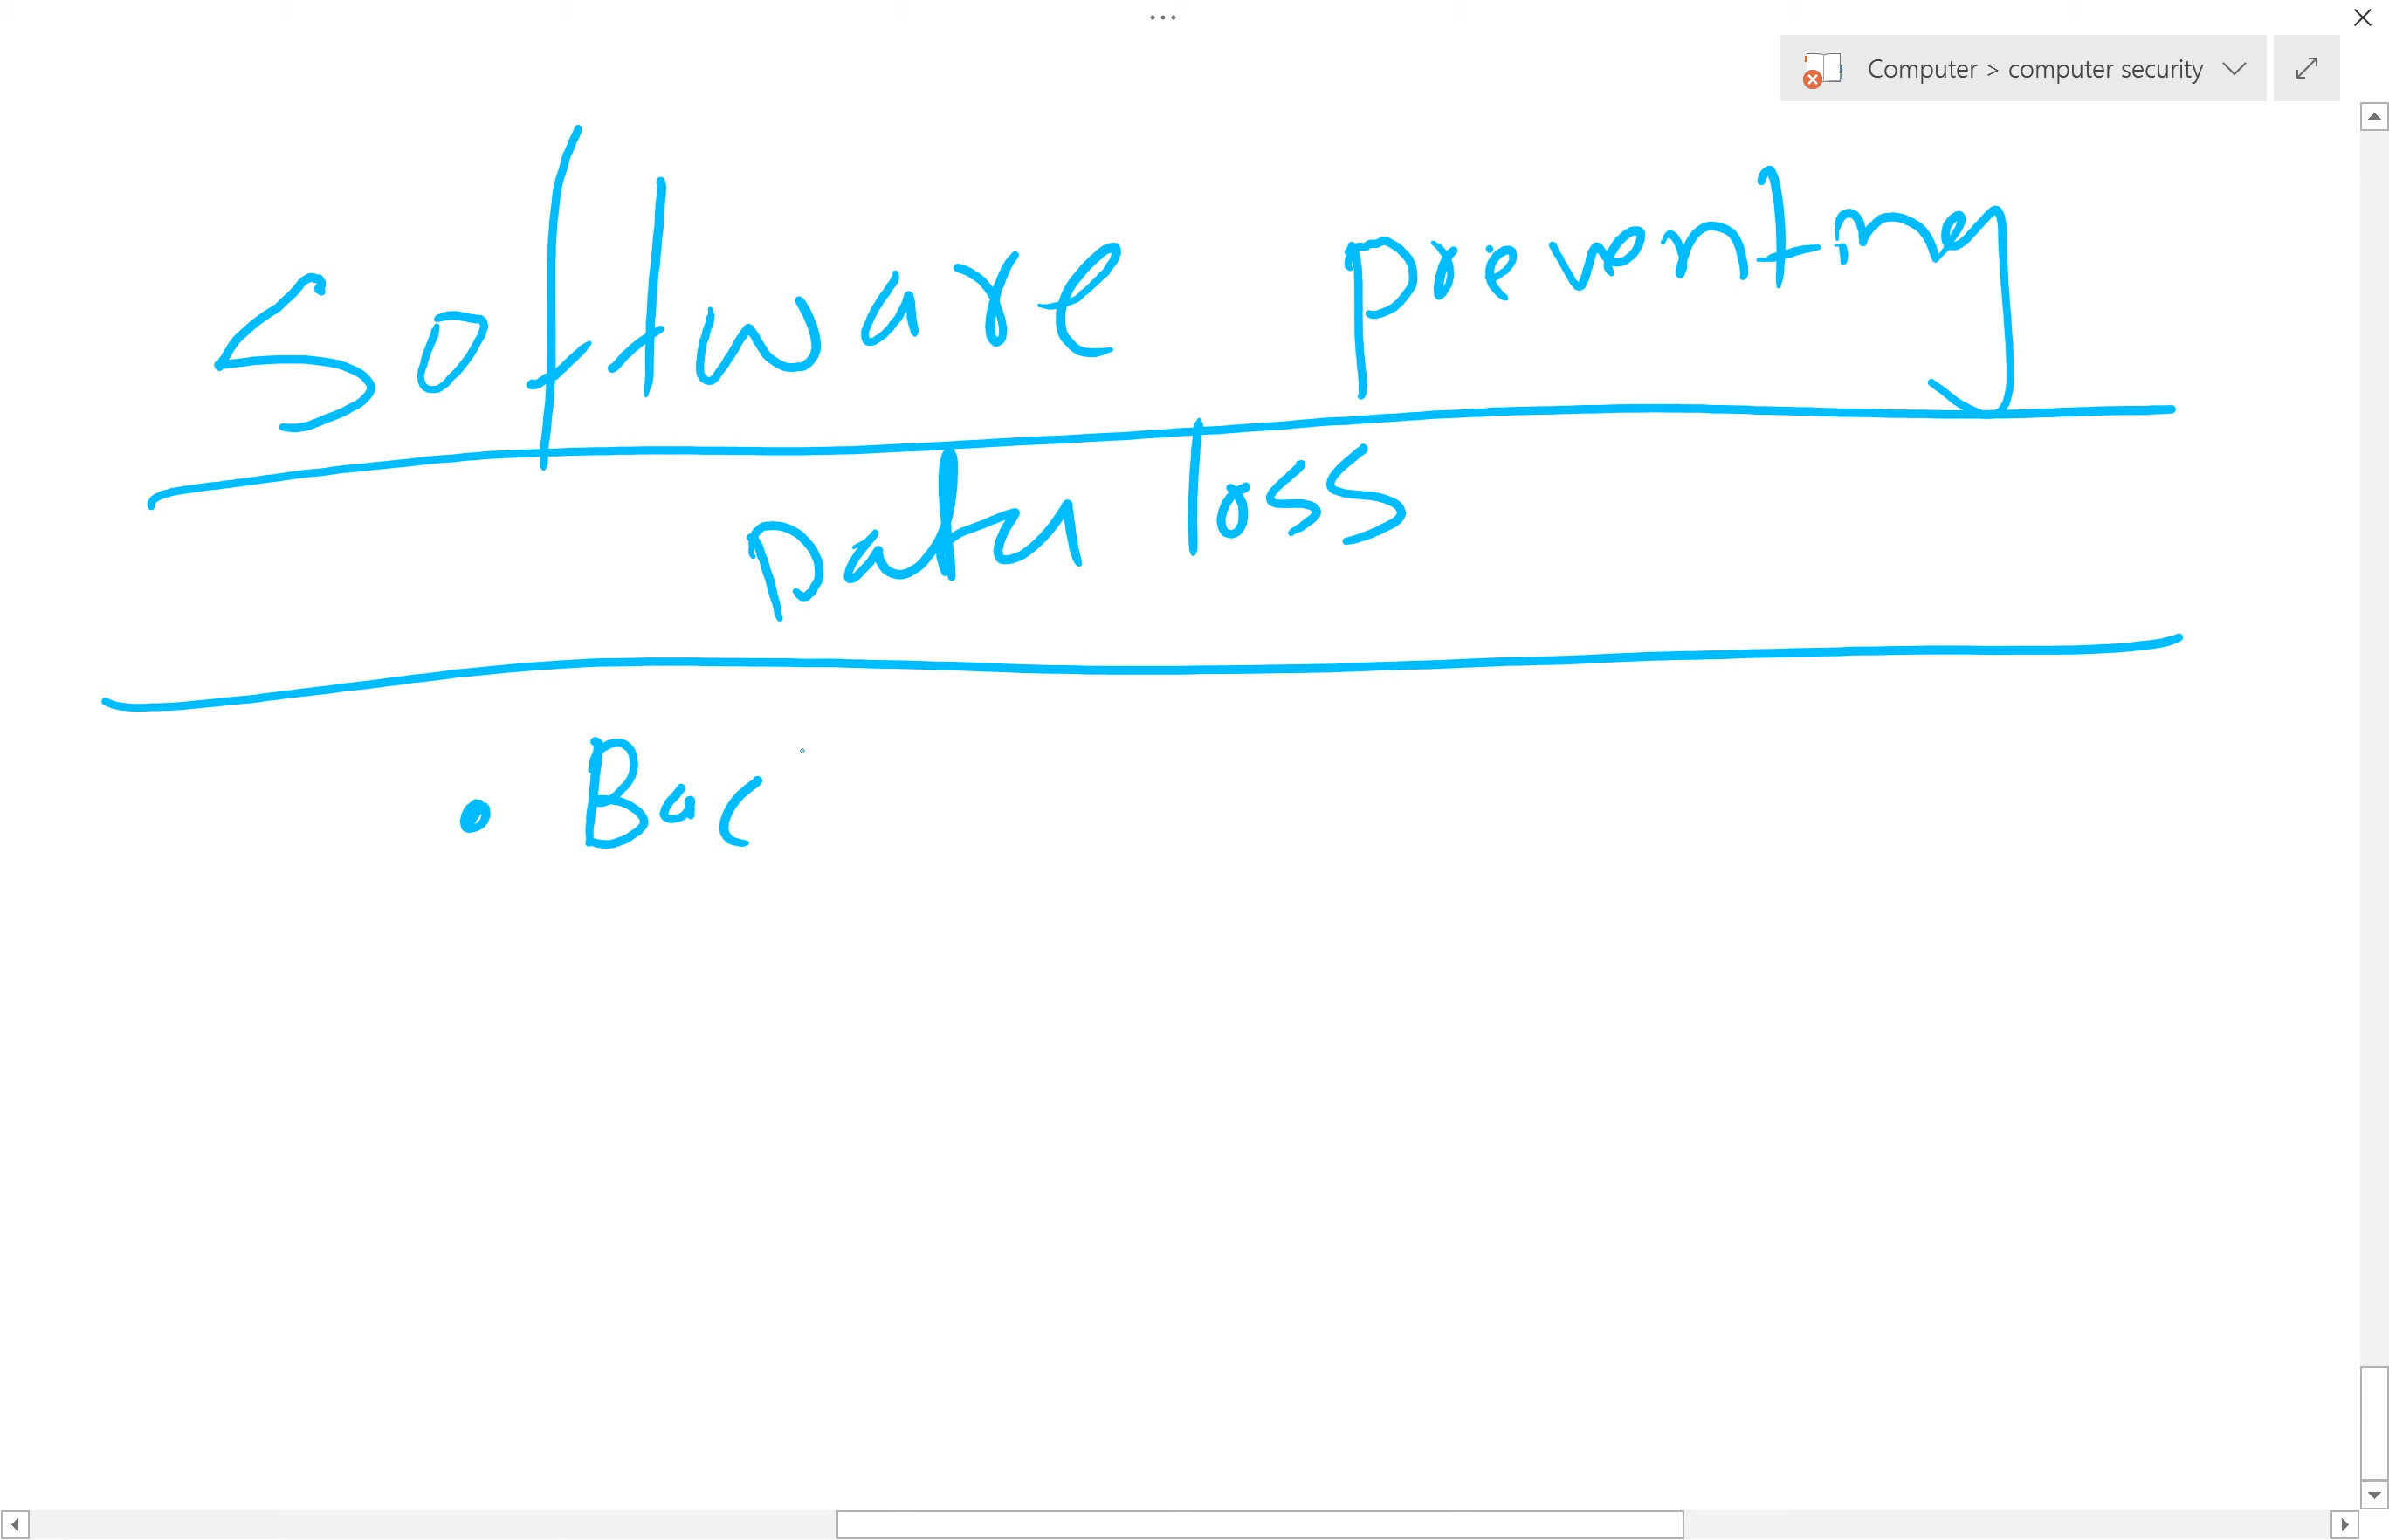 Computer > computer security
Software preventing
Data loss
• Bac